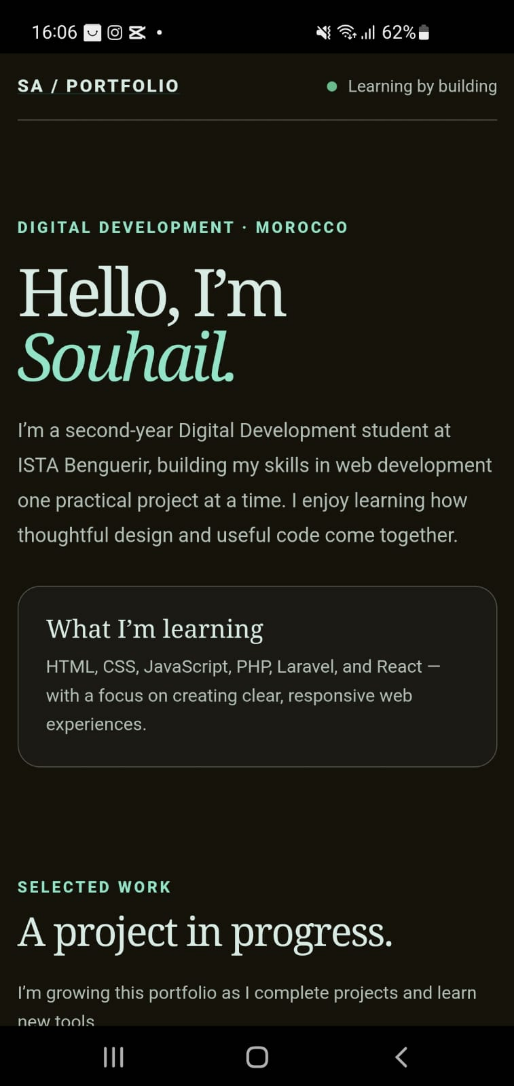 16:06
62%
SA / PORTFOLIO
Learning by building
DIGITAL DEVELOPMENT · MOROCCO
Hello, I’m
Souhail.
I’m a second-year Digital Development student at
ISTA Benguerir, building my skills in web development
one practical project at a time. I enjoy learning how
thoughtful design and useful code come together.
What I’m learning
HTML, CSS, JavaScript, PHP, Laravel, and React —
with a focus on creating clear, responsive web
experiences.
SELECTED WORK
A project in progress.
I’m growing this portfolio as I complete projects and learn
new tools